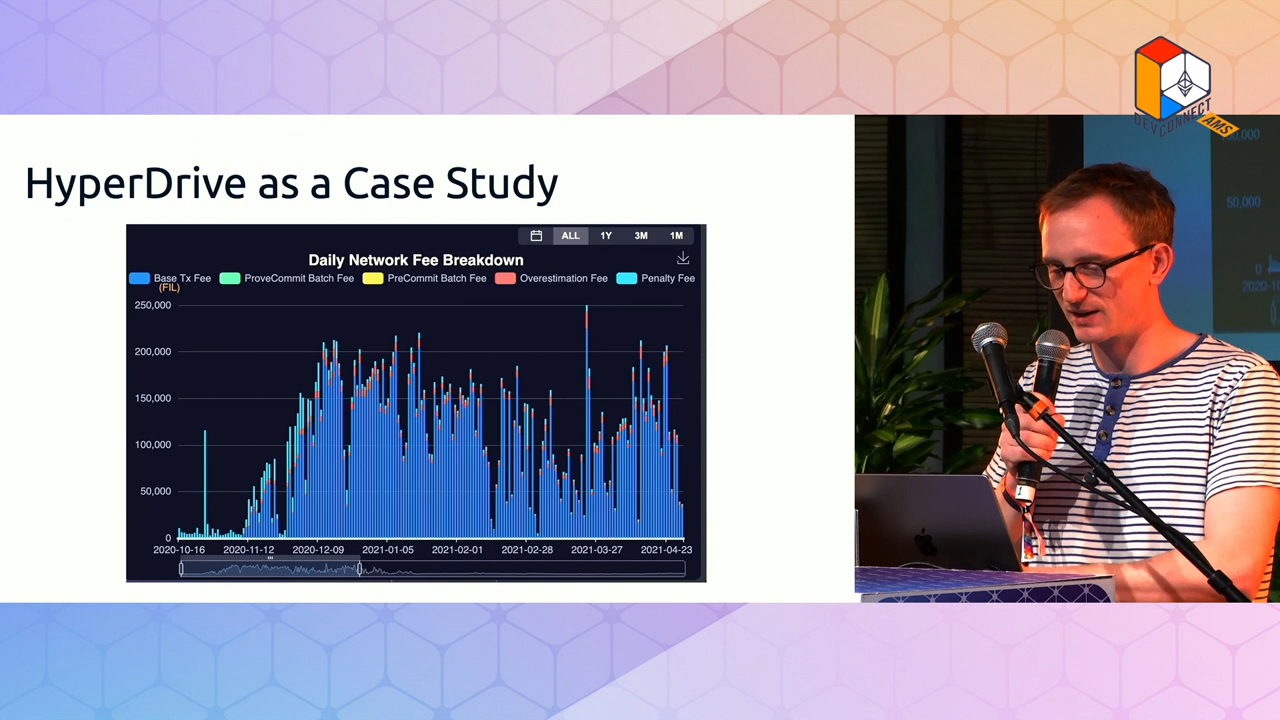 HyperDrive as a Case Study
ALL 1Y 3M 1M
Daily Network Fee Breakdown
Base Tx Fee ProveCommit Batch Fee PreCommit Batch Fee Overestimation Fee Penalty Fee
(FIL)
250,000
200,000
150,000
100,000
50,000
0
2020-10-16 2020-11-12 2020-12-09 2021-01-05 2021-02-01 2021-02-28 2021-03-27 2021-04-23
DEVCONNECT
AMS
50,000
0